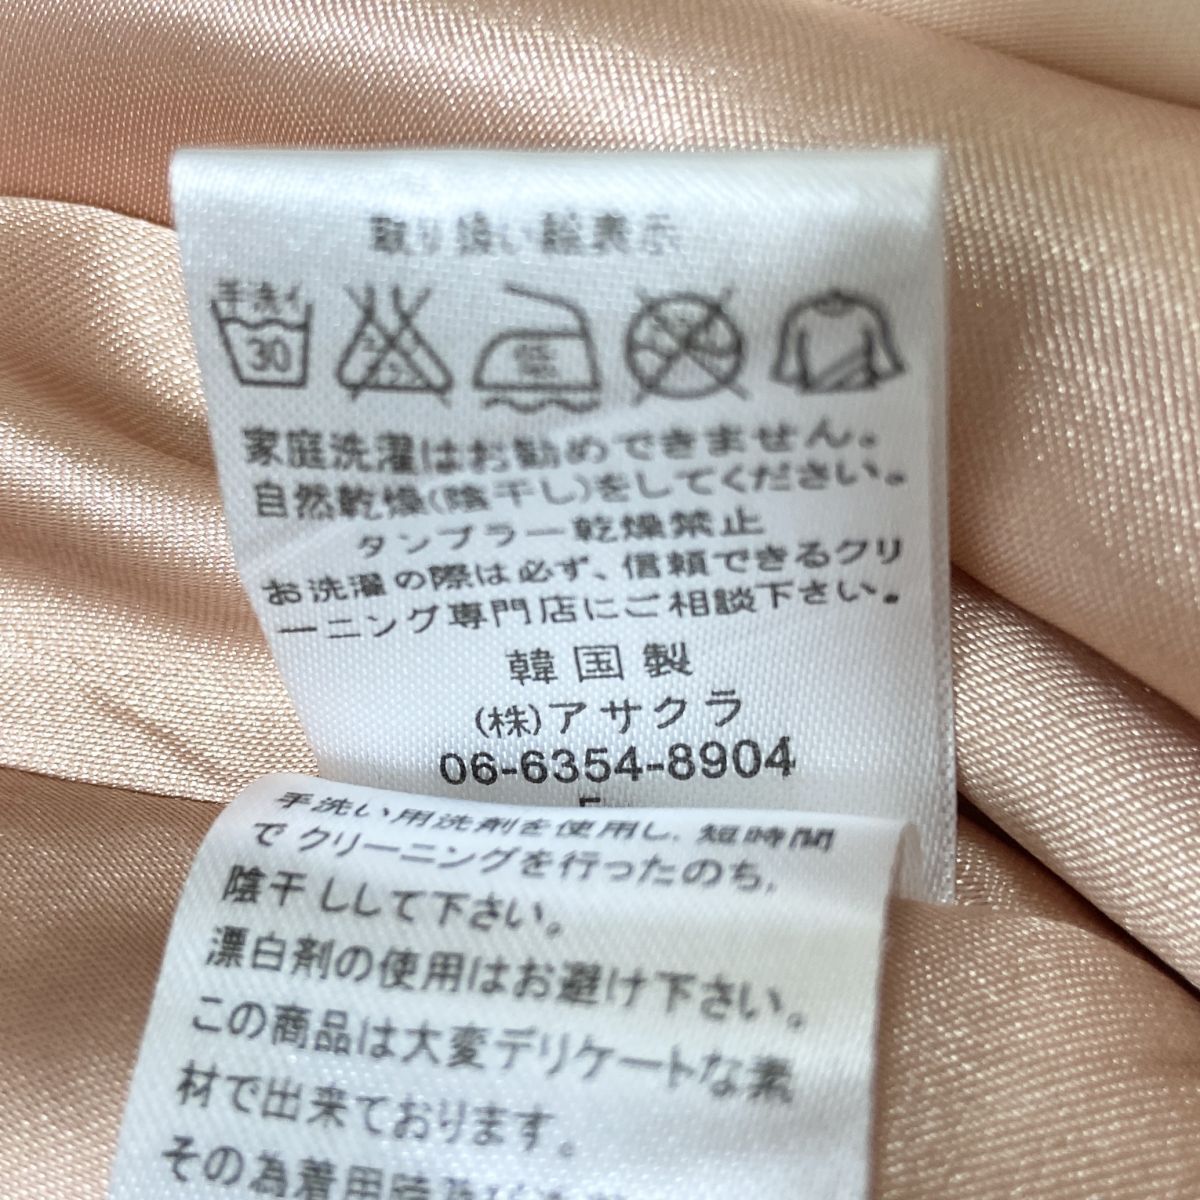 取り扱い絵表示
手洗イ
30
家庭洗濯はお勧めできません。
自然乾燥(陰干し)をしてください。
タンブラー乾燥禁止
お洗濯の際は必ず、信頼できるクリ
ーニング専門店にご相談下さい。
韓国製
(株)アサクラ
06-6354-8904
手洗い用洗剤を使用し、短時間
でクリーニングを行ったのち,
陰干 ししして下さい。
漂白剤の使用はお避け下さい。
この商品は大変デリケートな素
材で出来ております。
その為着用時